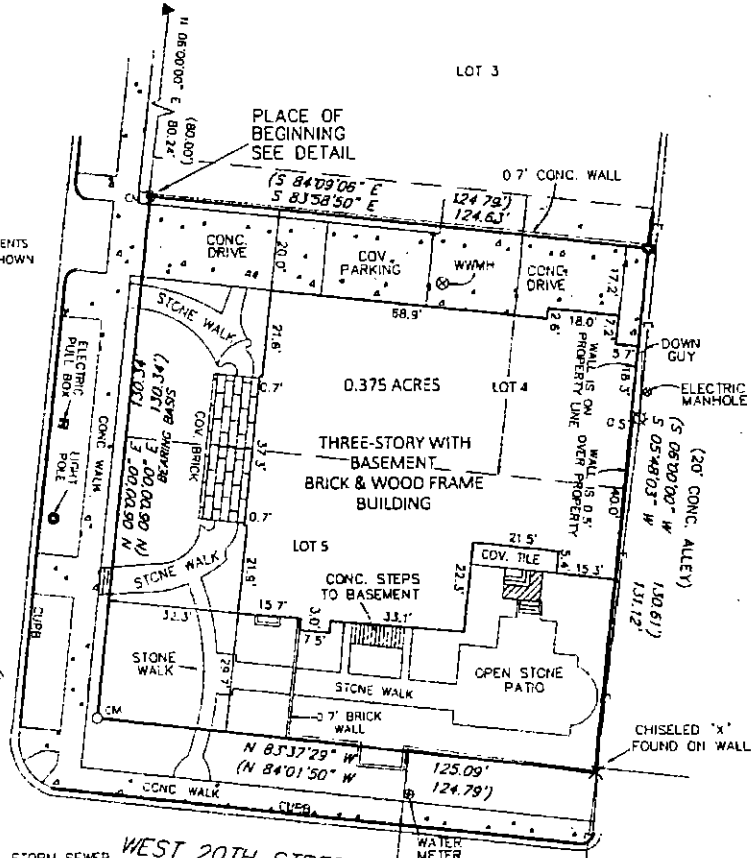 LOT 3
N 06'00'00" E 80.24'
(80.00')
PLACE OF
BEGINNING
SEE DETAIL
(S 84'09'06" E 124.79')
S 83'58'50" E 124.63'
0.7' CONC. WALL
CONC.
DRIVE
20.0'
COV.
PARKING
WWMH
CONC.
DRIVE
17.2'
ENTS
HOWN
STONE WALK
21.6'
58.9'
2.6'
18.0'
7.2'
5.7'
DOWN
GUY
18.3'
ELECTRIC
MANHOLE
0.5'
ELECTRIC
PULL BOX
LIGHT
POLE
CONC WALK
130.34'
130.34')
BEARING BASIS
N 06'00'00" E
(N 06'00'00" E
COV BRICK
0.7'
37.3'
0.7'
0.375 ACRES
LOT 4
WALL IS ON
PROPERTY LINE
WALL IS 0.5'
OVER PROPERTY
THREE-STORY WITH
BASEMENT
BRICK & WOOD FRAME
BUILDING
40.0'
(20' CONC. ALLEY)
(S 06'00'00" W 130.61')
S 05'48'03" W 131.12'
LOT 5
21.5'
COV. TILE
5.4'
15.3'
STONE WALK
21.9'
CONC. STEPS
TO BASEMENT
22.3'
CURB
32.3'
15.7'
3.0'
7.5'
33.1'
STONE
WALK
29.7'
OPEN STONE
PATIO
STONE WALK
CM
0.7' BRICK
WALL
CHISELED "X"
FOUND ON WALL
N 83'37'29" W 125.09'
(N 84'01'50" W 124.79')
CONC WALK
CURB
WATER
METER
STORM SEWER
WEST 20TH STREET